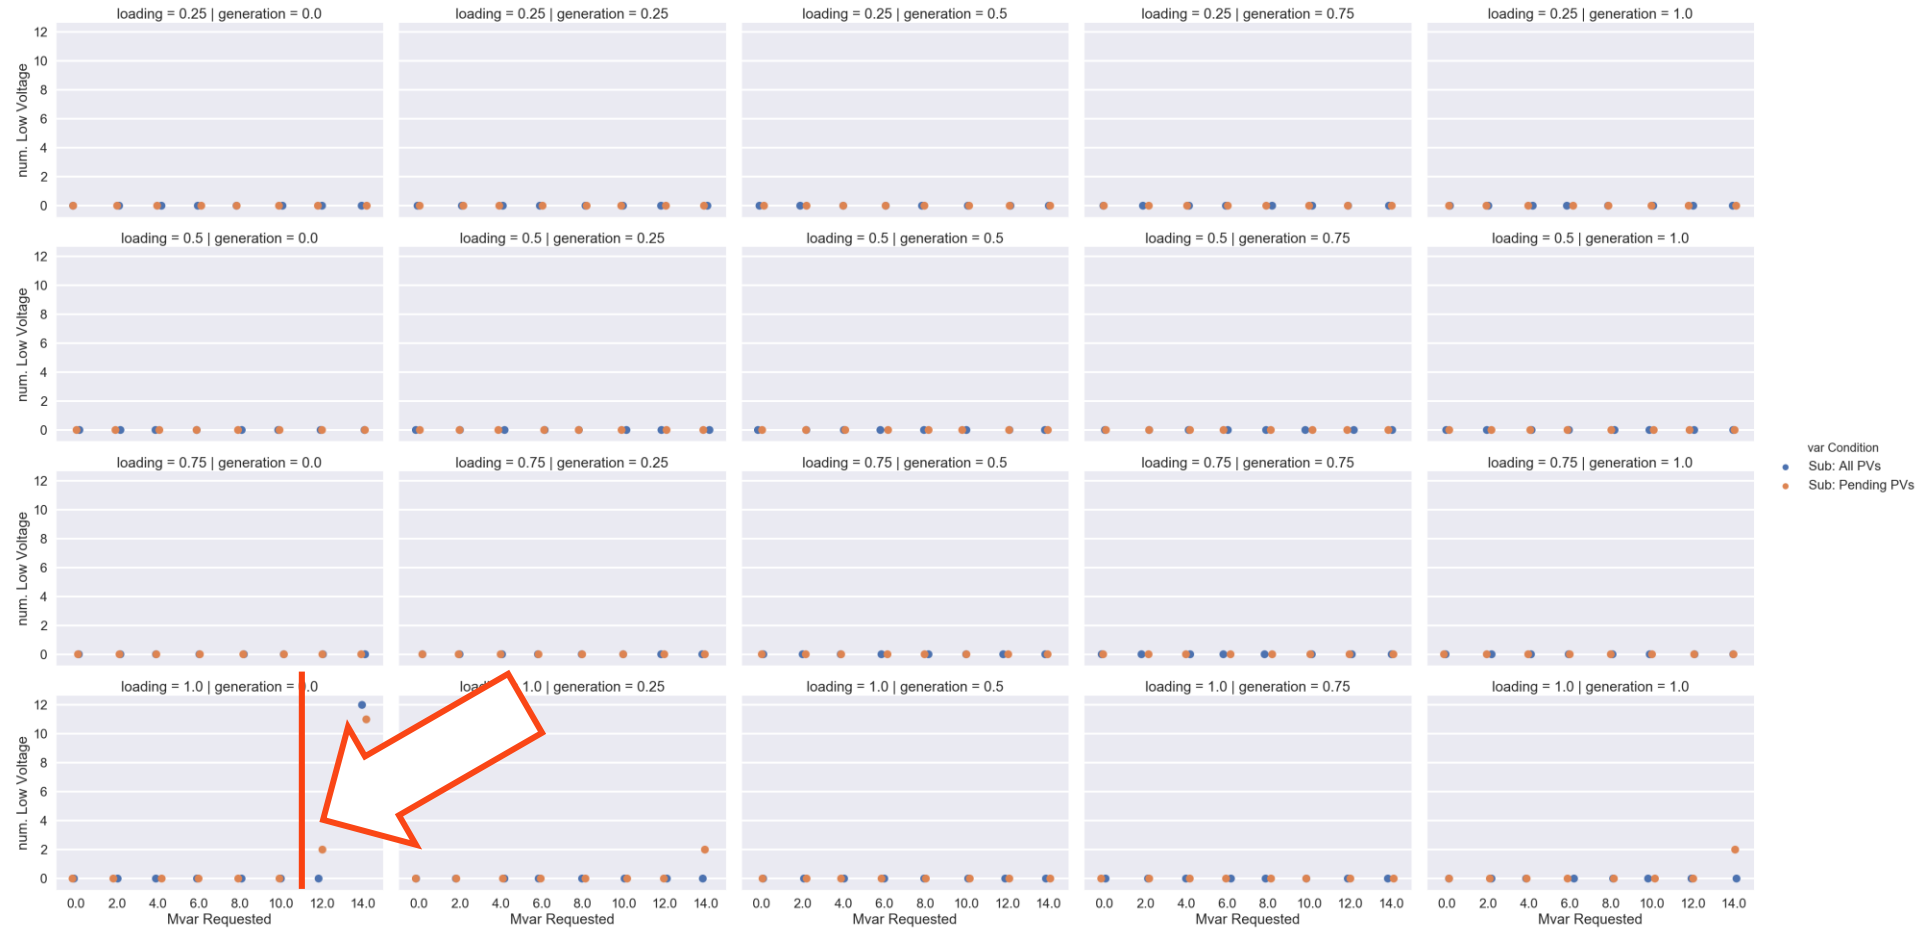 loading = 0.25 | generation = 0.0
loading = 0.25 | generation = 0.25
loading = 0.25 | generation = 0.5
loading = 0.25 | generation = 0.75
loading = 0.25 | generation = 1.0
12
10
8
6
4
2
0
num. Low Voltage
loading = 0.5 | generation = 0.0
loading = 0.5 | generation = 0.25
loading = 0.5 | generation = 0.5
loading = 0.5 | generation = 0.75
loading = 0.5 | generation = 1.0
12
10
8
6
4
2
0
num. Low Voltage
loading = 0.75 | generation = 0.0
loading = 0.75 | generation = 0.25
loading = 0.75 | generation = 0.5
loading = 0.75 | generation = 0.75
loading = 0.75 | generation = 1.0
12
10
8
6
4
2
0
num. Low Voltage
loading = 1.0 | generation = 0.0
1.0 | generation = 0.25
loading = 1.0 | generation = 0.5
loading = 1.0 | generation = 0.75
loading = 1.0 | generation = 1.0
12
10
8
6
4
2
0
num. Low Voltage
0.0 2.0 4.0 6.0 8.0 10.0 12.0 14.0
Mvar Requested
0.0 2.0 4.0 6.0 8.0 10.0 12.0 14.0
Mvar Requested
0.0 2.0 4.0 6.0 8.0 10.0 12.0 14.0
Mvar Requested
0.0 2.0 4.0 6.0 8.0 10.0 12.0 14.0
Mvar Requested
0.0 2.0 4.0 6.0 8.0 10.0 12.0 14.0
Mvar Requested
var Condition
Sub: All PVs
Sub: Pending PVs